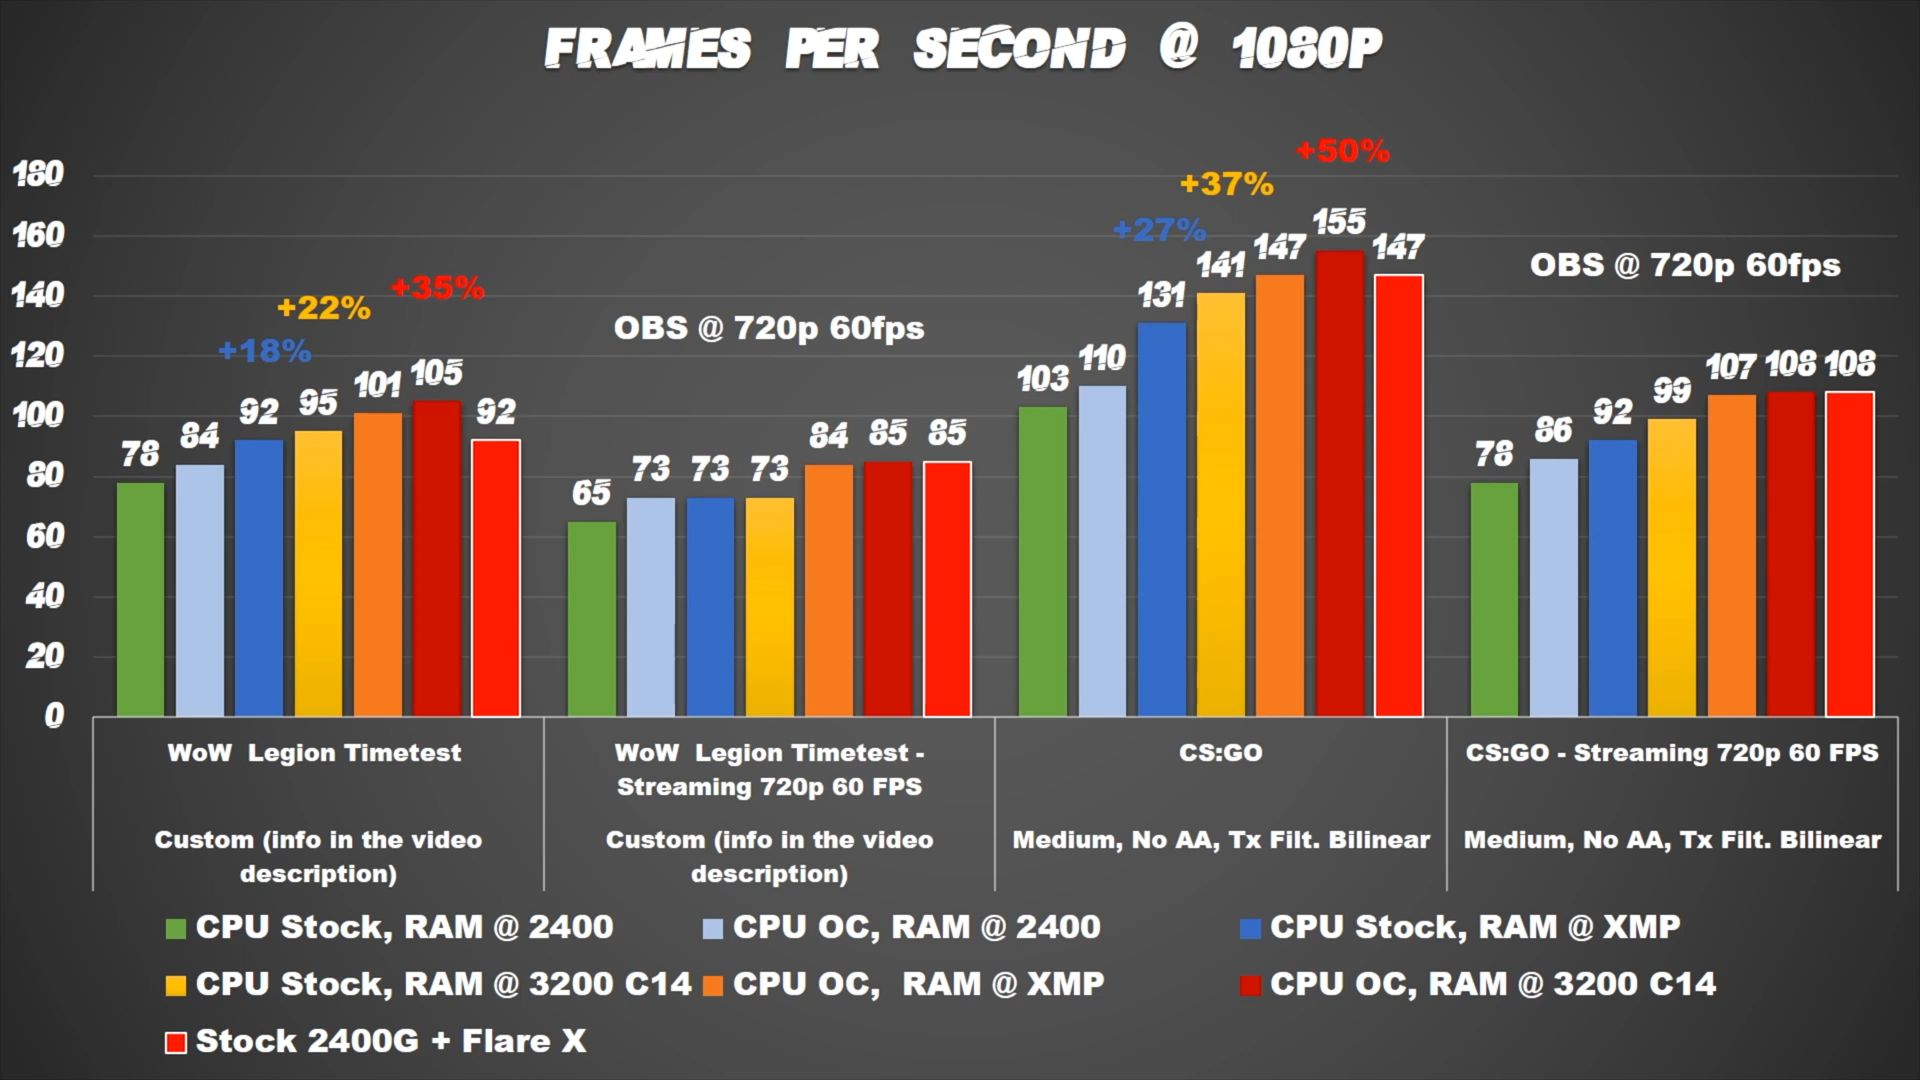 FRAMES PER SECOND @ 1080P
180
160
140
120
100
80
60
40
20
0
+18%
+22%
+35%
78
84
92
95
101
105
92
OBS @ 720p 60fps
65
73
73
73
84
85
85
+27%
+37%
+50%
103
110
131
141
147
155
147
OBS @ 720p 60fps
78
86
92
99
107
108
108
WoW Legion Timetest
Custom (info in the video
description)
WoW Legion Timetest -
Streaming 720p 60 FPS
Custom (info in the video
description)
CS:GO
Medium, No AA, Tx Filt. Bilinear
CS:GO - Streaming 720p 60 FPS
Medium, No AA, Tx Filt. Bilinear
CPU Stock, RAM @ 2400
CPU OC, RAM @ 2400
CPU Stock, RAM @ XMP
CPU Stock, RAM @ 3200 C14
CPU OC, RAM @ XMP
CPU OC, RAM @ 3200 C14
Stock 2400G + Flare X